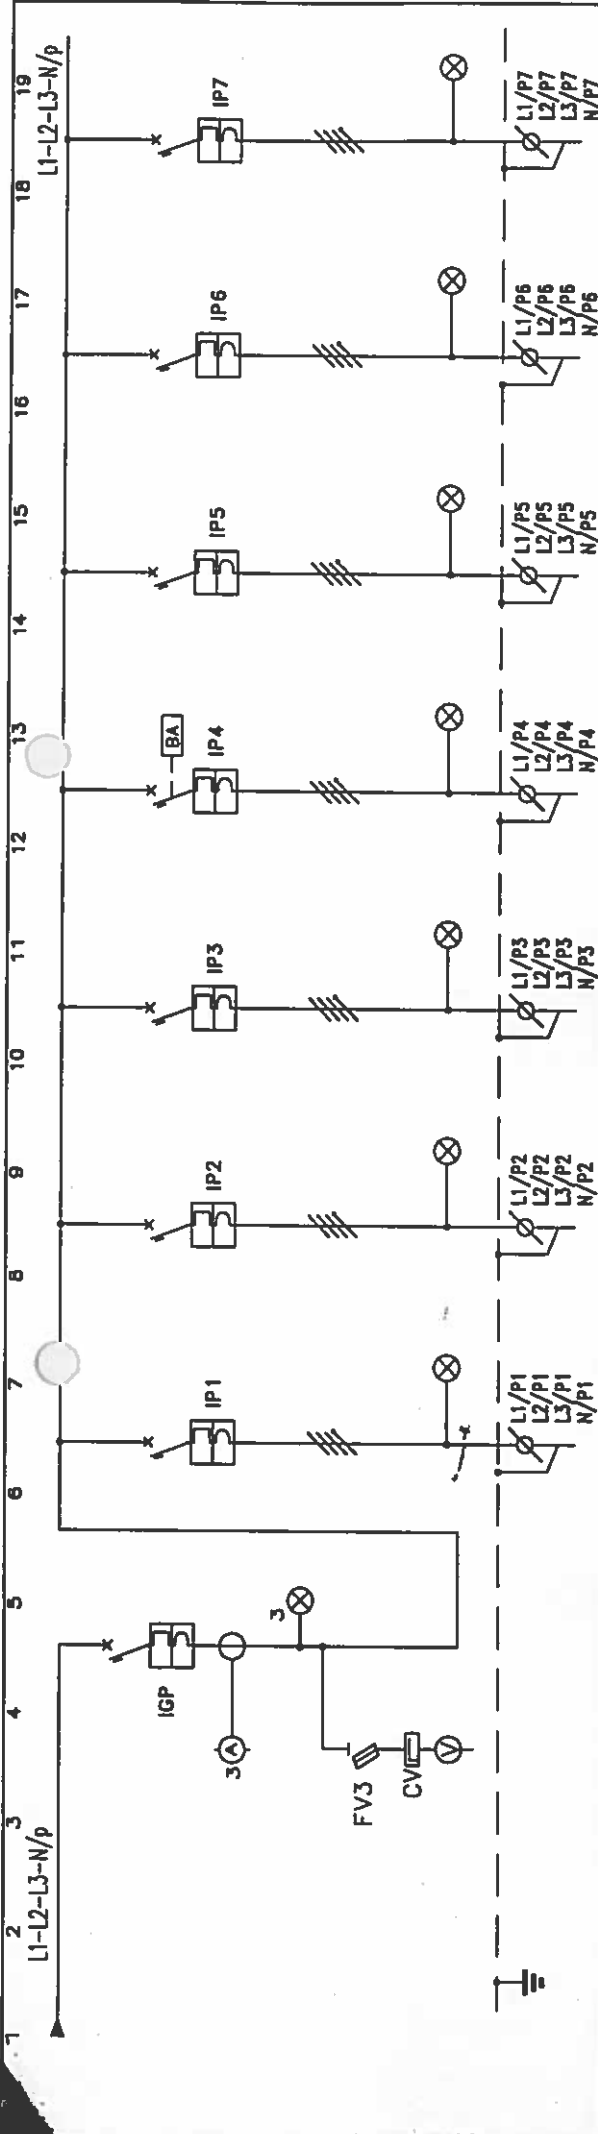 1 2 3 4 5 6 7 8 9 10 11 12 13 14 15 16 17 18 19
L1-L2-L3-N/p
L1-L2-L3-N/p
IGP
3 A
3
FV3
CV
V
IP1
IP2
IP3
BA
IP4
IP5
IP6
IP7
L1/P1
L2/P1
L3/P1
N/P1
L1/P2
L2/P2
L3/P2
N/P2
L1/P3
L2/P3
L3/P3
N/P3
L1/P4
L2/P4
L3/P4
N/P4
L1/P5
L2/P5
L3/P5
N/P5
L1/P6
L2/P6
L3/P6
N/P6
L1/P7
L2/P7
L3/P7
N/P7